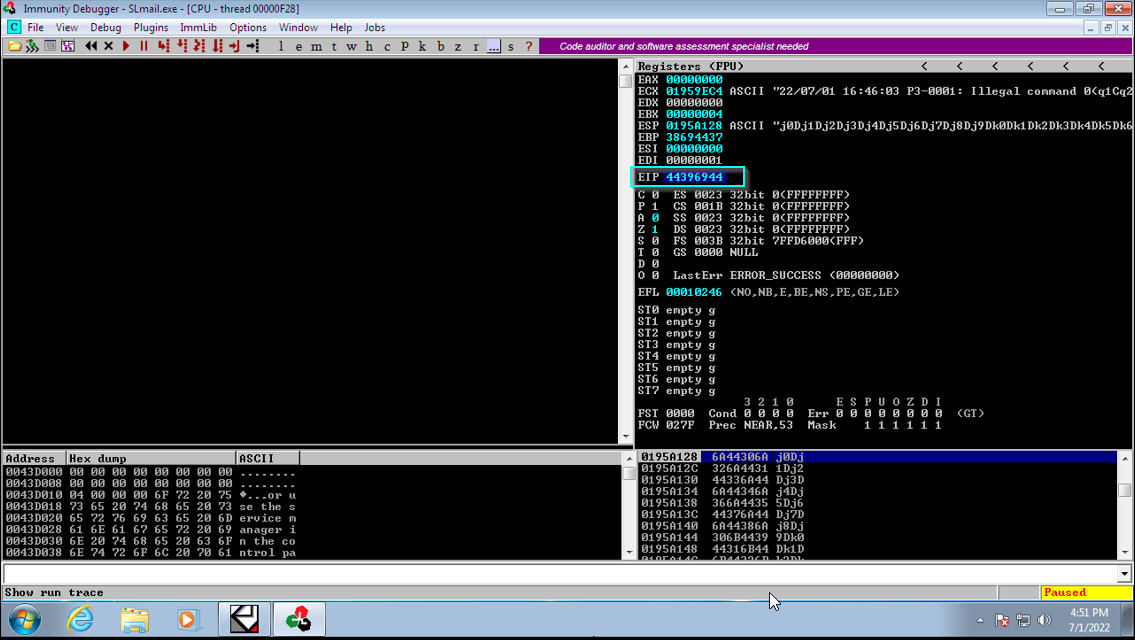 Immunity Debugger - SLmail.exe - [CPU - thread 00000F28]
C File View Debug Plugins ImmLib Options Window Help Jobs
l e m t w h c P k b z r ... s ? Code auditor and software assessment specialist needed
Registers (FPU) < < < < < <
EAX 00000000
ECX 01959EC4 ASCII "22/07/01 16:46:03 P3-0001: Illegal command 0(q1Cq2
EDX 00000000
EBX 00000004
ESP 0195A128 ASCII "j0Dj1Dj2Dj3Dj4Dj5Dj6Dj7Dj8Dj9Dk0Dk1Dk2Dk3Dk4Dk5Dk6
EBP 38694437
ESI 00000000
EDI 00000001
EIP 44396944
C 0 ES 0023 32bit 0(FFFFFFFF)
P 1 CS 001B 32bit 0(FFFFFFFF)
A 0 SS 0023 32bit 0(FFFFFFFF)
Z 1 DS 0023 32bit 0(FFFFFFFF)
S 0 FS 003B 32bit 7FFD6000(FFF)
T 0 GS 0000 NULL
D 0
O 0 LastErr ERROR_SUCCESS (00000000)
EFL 00010246 (NO,NB,E,BE,NS,PE,GE,LE)
ST0 empty g
ST1 empty g
ST2 empty g
ST3 empty g
ST4 empty g
ST5 empty g
ST6 empty g
ST7 empty g
3 2 1 0 E S P U O Z D I
FST 0000 Cond 0 0 0 0 Err 0 0 0 0 0 0 0 0 (GT)
FCW 027F Prec NEAR,53 Mask 1 1 1 1 1 1
Address Hex dump ASCII
0043D000 00 00 00 00 00 00 00 00 ........
0043D008 00 00 00 00 00 00 00 00 ........
0043D010 04 00 00 00 6F 72 20 75 ♦...or u
0043D018 73 65 20 74 68 65 20 73 se the s
0043D020 65 72 76 69 63 65 20 6D ervice m
0043D028 61 6E 61 67 65 72 20 69 anager i
0043D030 6E 20 74 68 65 20 63 6F n the co
0043D038 6E 74 72 6F 6C 20 70 61 ntrol pa
0195A128 6A44306A j0Dj
0195A12C 326A4431 1Dj2
0195A130 44336A44 Dj3D
0195A134 6A44346A j4Dj
0195A138 366A4435 5Dj6
0195A13C 44376A44 Dj7D
0195A140 6A44386A j8Dj
0195A144 306B4439 9Dk0
0195A148 44316B44 Dk1D
Show run trace
Paused
4:51 PM
7/1/2022